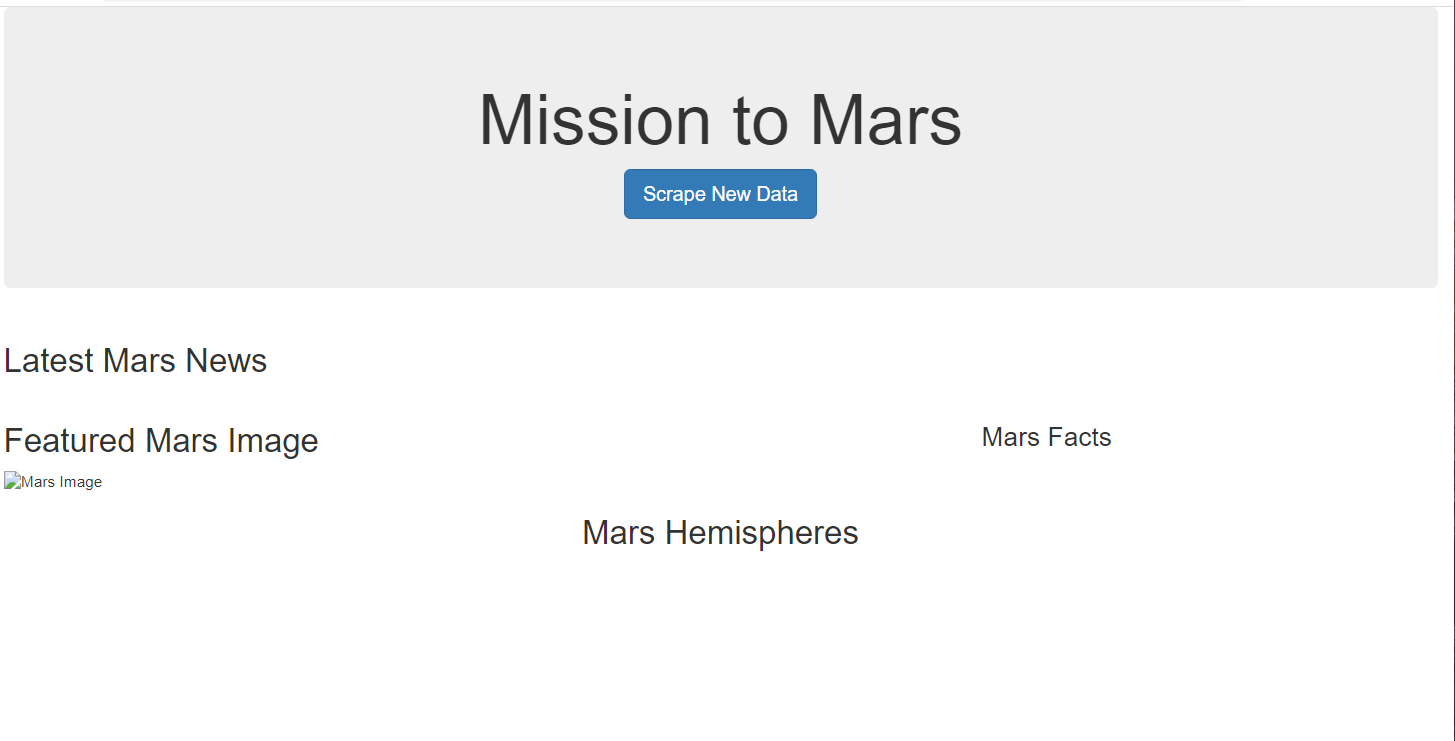 Mission to Mars
Scrape New Data
Latest Mars News
Featured Mars Image
Mars Facts
Mars Image
Mars Hemispheres